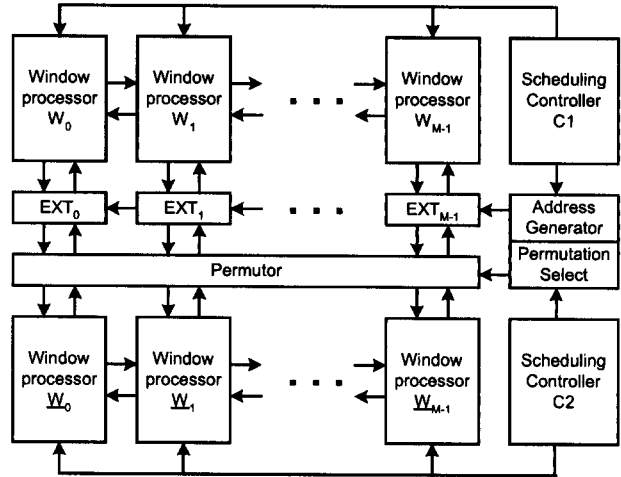 Window
processor
W0
Window
processor
W1
. . .
Window
processor
WM-1
Scheduling
Controller
C1
EXT0
EXT1
. . .
EXTM-1
Address
Generator
Permutor
Permutation
Select
Window
processor
W0
Window
processor
W1
. . .
Window
processor
WM-1
Scheduling
Controller
C2